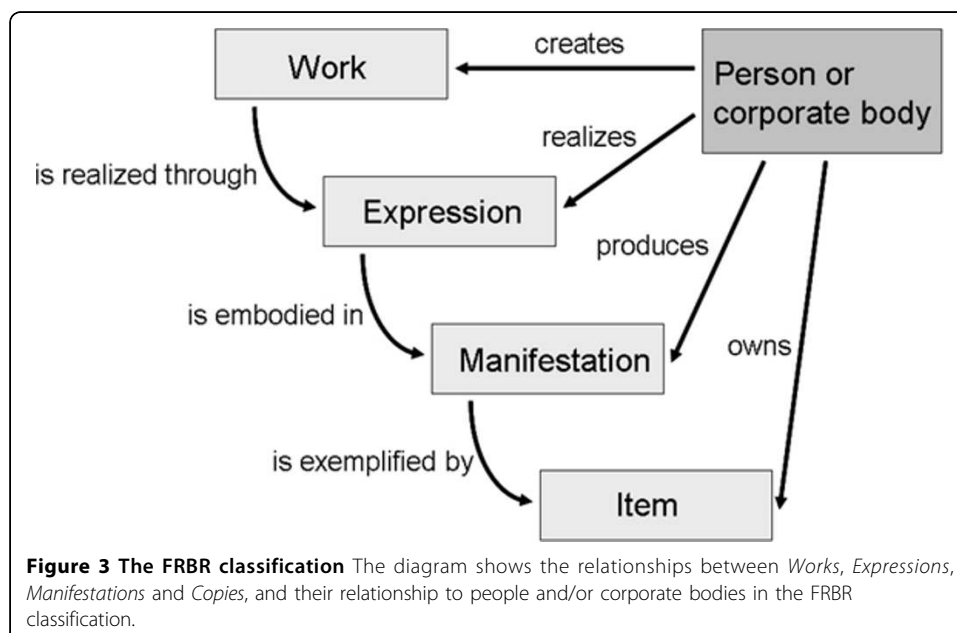 creates
Work
Person or
corporate body
realizes
is realized through
Expression
produces
is embodied in
owns
Manifestation
is exemplified by
Item
Figure 3 The FRBR classification The diagram shows the relationships between Works, Expressions,
Manifestations and Copies, and their relationship to people and/or corporate bodies in the FRBR
classification.